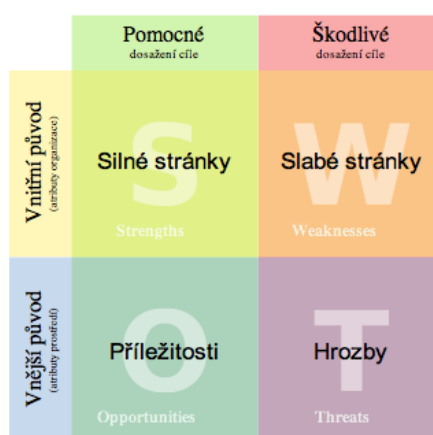 Pomocné
dosažení cíle
Škodlivé
dosažení cíle
Vnitřní původ
(atributy organizace)
S
Silné stránky
Strengths
W
Slabé stránky
Weaknesses
Vnější původ
(atributy prostředí)
O
Příležitosti
Opportunities
T
Hrozby
Threats